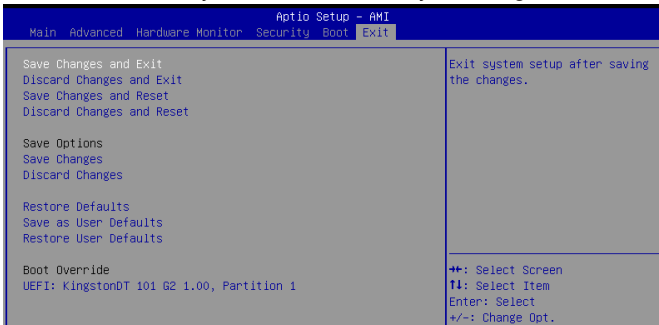 Aptio Setup - AMI
Main Advanced Hardware Monitor Security Boot Exit
Save Changes and Exit
Discard Changes and Exit
Save Changes and Reset
Discard Changes and Reset
Save Options
Save Changes
Discard Changes
Restore Defaults
Save as User Defaults
Restore User Defaults
Boot Override
UEFI: KingstonDT 101 G2 1.00, Partition 1
Exit system setup after saving
the changes.
→←: Select Screen
↑↓: Select Item
Enter: Select
+/-: Change Opt.